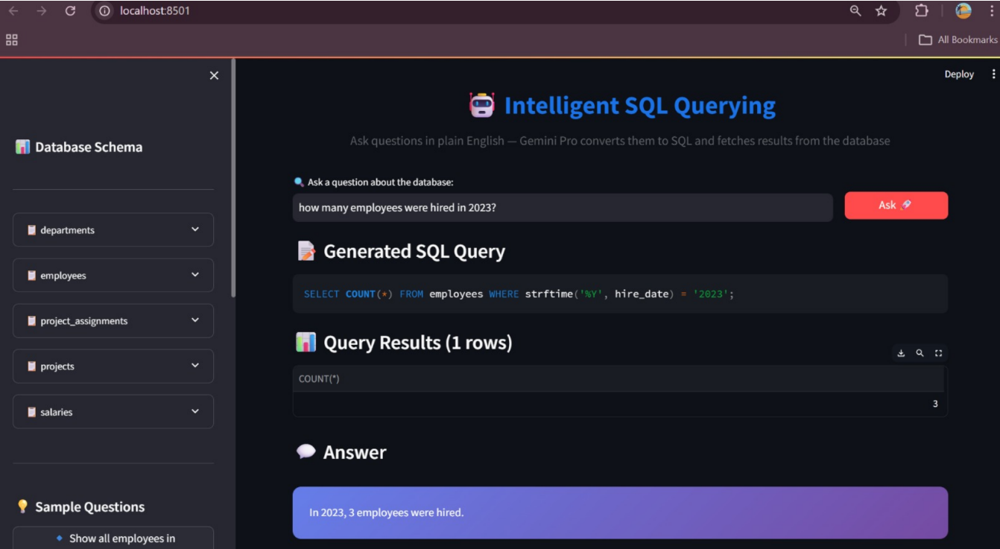 localhost:8501
All Bookmarks
Deploy
Database Schema
departments
employees
project_assignments
projects
salaries
Sample Questions
Show all employees in
Intelligent SQL Querying
Ask questions in plain English — Gemini Pro converts them to SQL and fetches results from the database
Ask a question about the database:
how many employees were hired in 2023?
Ask
Generated SQL Query
SELECT COUNT(*) FROM employees WHERE strftime('%Y', hire_date) = '2023';
Query Results (1 rows)
COUNT(*)
3
Answer
In 2023, 3 employees were hired.